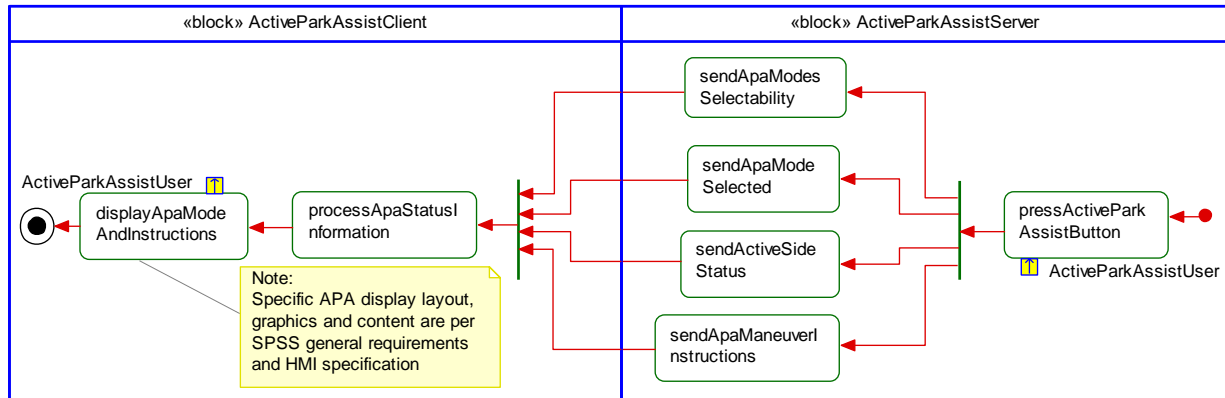 «block» ActiveParkAssistClient
«block» ActiveParkAssistServer
sendApaModes
Selectability
sendApaMode
Selected
sendActiveSide
Status
sendApaManeuverI
nstructions
pressActivePark
AssistButton
ActiveParkAssistUser
ActiveParkAssistUser
displayApaMode
AndInstructions
processApaStatusI
nformation
Note:
Specific APA display layout,
graphics and content are per
SPSS general requirements
and HMI specification